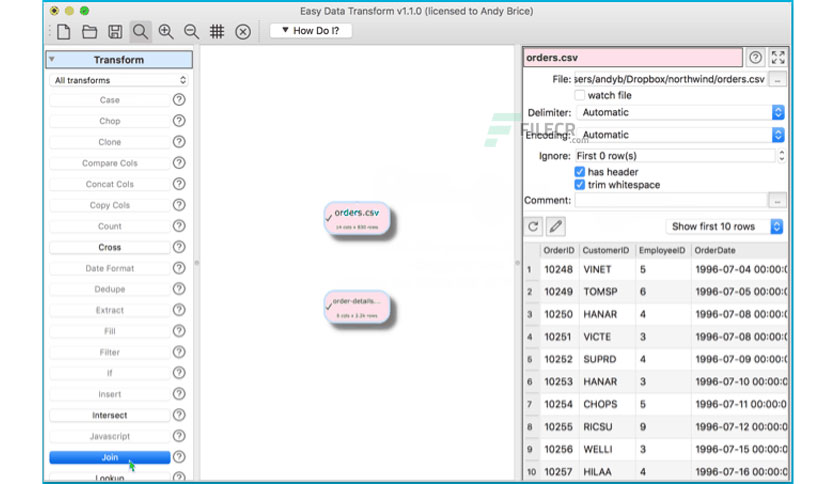 Easy Data Transform v1.1.0 (licensed to Andy Brice)
▼ How Do I?
Transform
All transforms
Case
Chop
Clone
Compare Cols
Concat Cols
Copy Cols
Count
Cross
Date Format
Dedupe
Extract
Fill
Filter
If
Insert
Intersect
Javascript
Join
Lookup
orders.csv
14 cols x 830 rows
order-details...
5 cols x 2.2k rows
orders.csv
File: sers/andyb/Dropbox/northwind/orders.csv ...
watch file
Delimiter: Automatic
FILECR
.com
Encoding: Automatic
Ignore: First 0 row(s)
has header
trim whitespace
Comment: ...
Show first 10 rows
OrderID CustomerID EmployeeID OrderDate
1 10248 VINET 5 1996-07-04 00:00:0
2 10249 TOMSP 6 1996-07-05 00:00:0
3 10250 HANAR 4 1996-07-08 00:00:0
4 10251 VICTE 3 1996-07-08 00:00:0
5 10252 SUPRD 4 1996-07-09 00:00:0
6 10253 HANAR 3 1996-07-10 00:00:0
7 10254 CHOPS 5 1996-07-11 00:00:0
8 10255 RICSU 9 1996-07-12 00:00:0
9 10256 WELLI 3 1996-07-15 00:00:0
10 10257 HILAA 4 1996-07-16 00:00:0